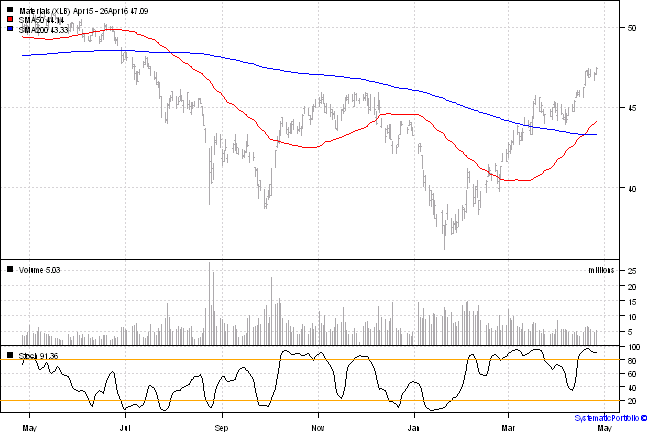 Materials (XLB) Apr15 - 26Apr16 47.09
SMA50 44.14
SMA200 43.33
50
45
40
Volume 5.03
millions
25
20
15
10
5
Stoch 91.36
100
80
60
40
20
SystematicPortfolio ©
May
Jul
Sep
Nov
Jan
Mar
May